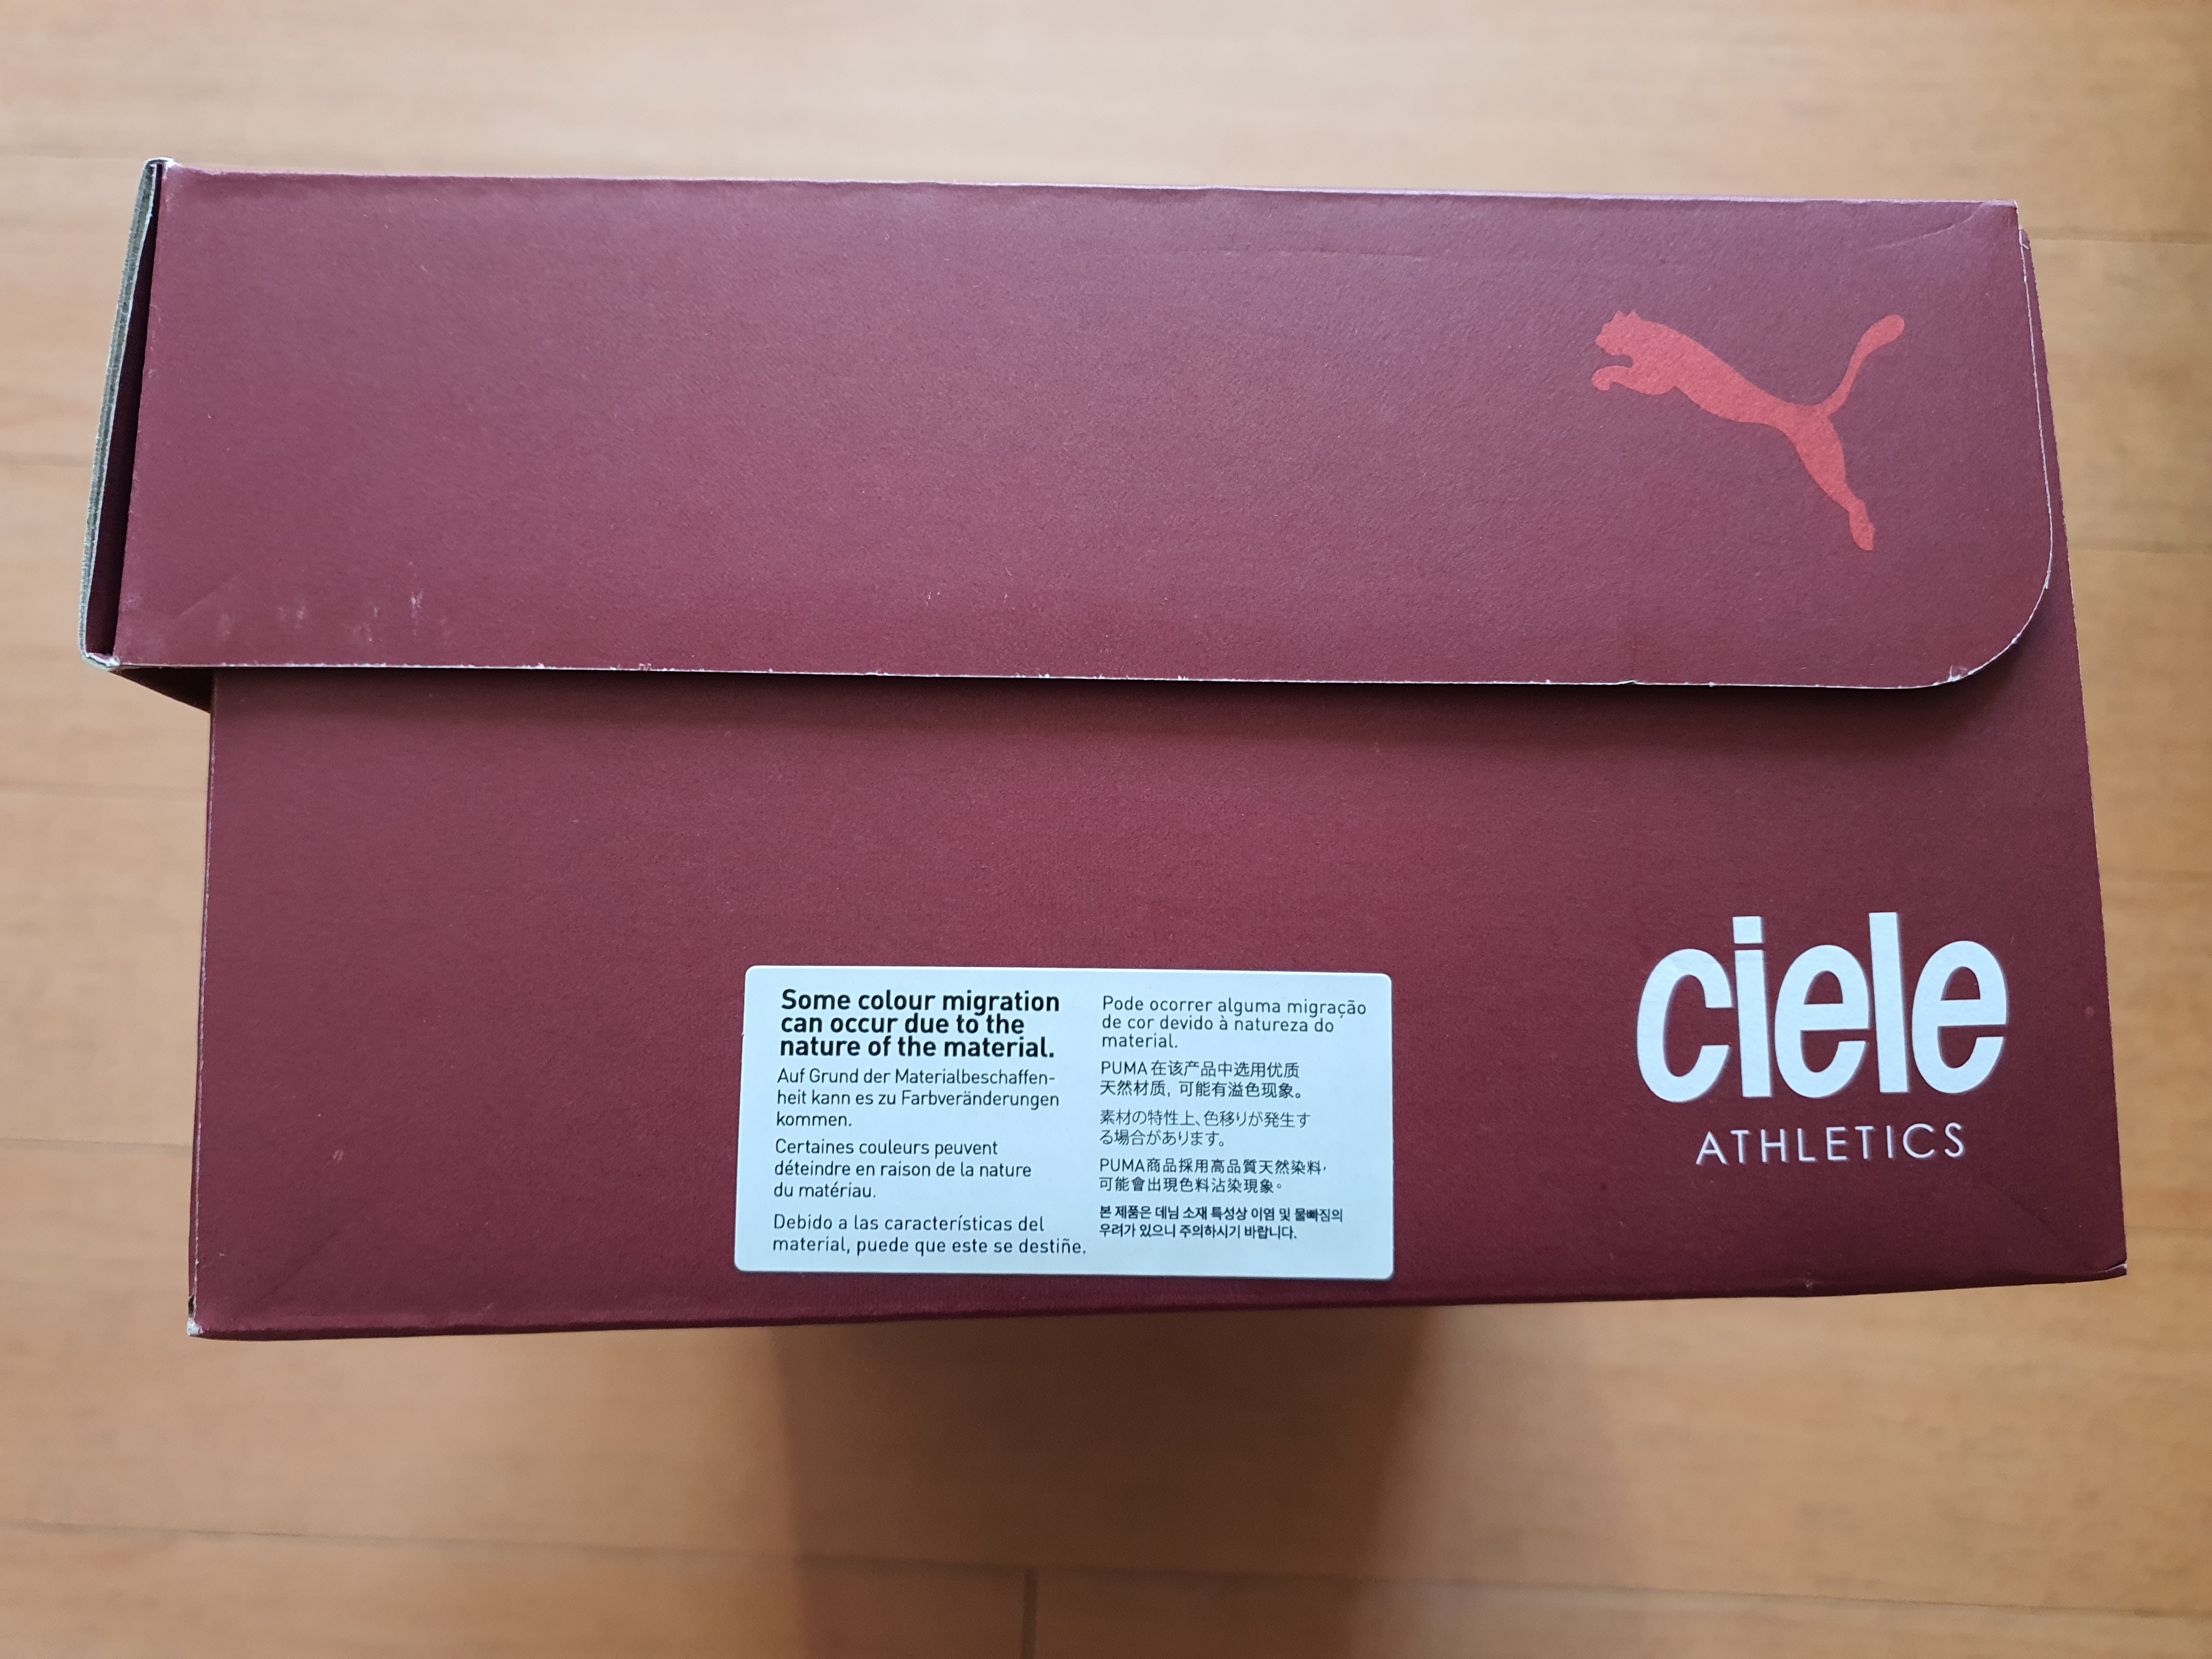 Some colour migration
can occur due to the
nature of the material.
Auf Grund der Materialbeschaffen-
heit kann es zu Farbveränderungen
kommen.
Certaines couleurs peuvent
déteindre en raison de la nature
du matériau.
Debido a las características del
material, puede que este se destiñe.
Pode ocorrer alguma migração
de cor devido à natureza do
material.
PUMA 在该产品中选用优质
天然材质, 可能有溢色现象。
素材の特性上、色移りが発生す
る場合があります。
PUMA商品採用高品質天然染料,
可能會出現色料沾染現象。
본 제품은 데님 소재 특성상 이염 및 물빠짐의
우려가 있으니 주의하시기 바랍니다.
ciele
ATHLETICS